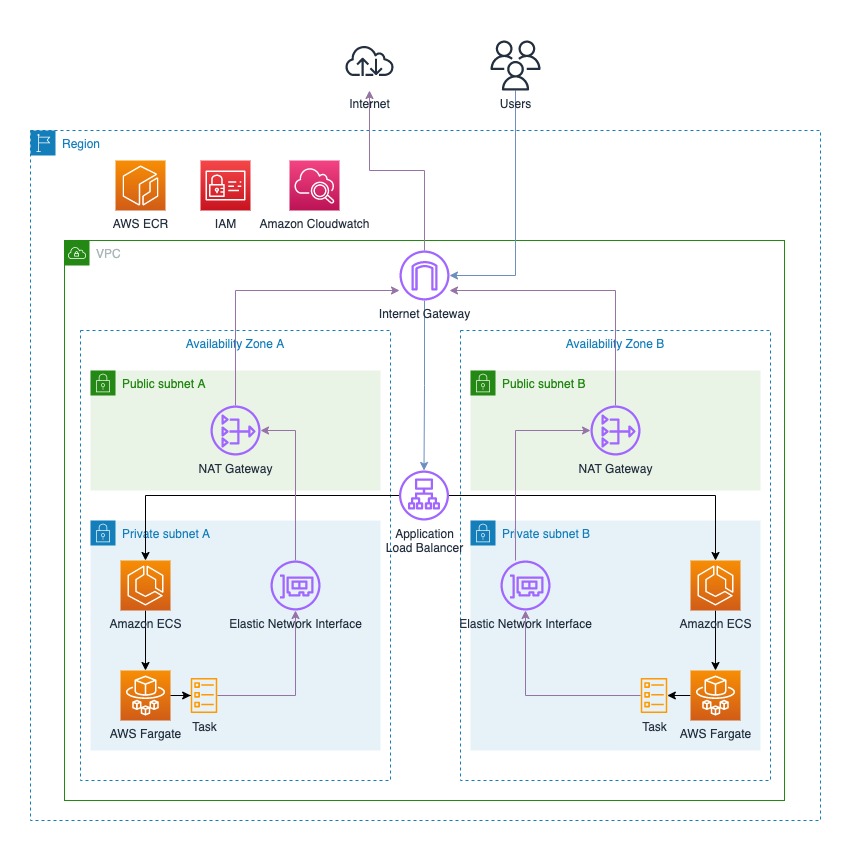 Internet
Users
Region
AWS ECR
IAM
Amazon Cloudwatch
VPC
Internet Gateway
Availability Zone A
Availability Zone B
Public subnet A
Public subnet B
NAT Gateway
NAT Gateway
Application
Load Balancer
Private subnet A
Private subnet B
Amazon ECS
Elastic Network Interface
Elastic Network Interface
Amazon ECS
AWS Fargate
Task
Task
AWS Fargate